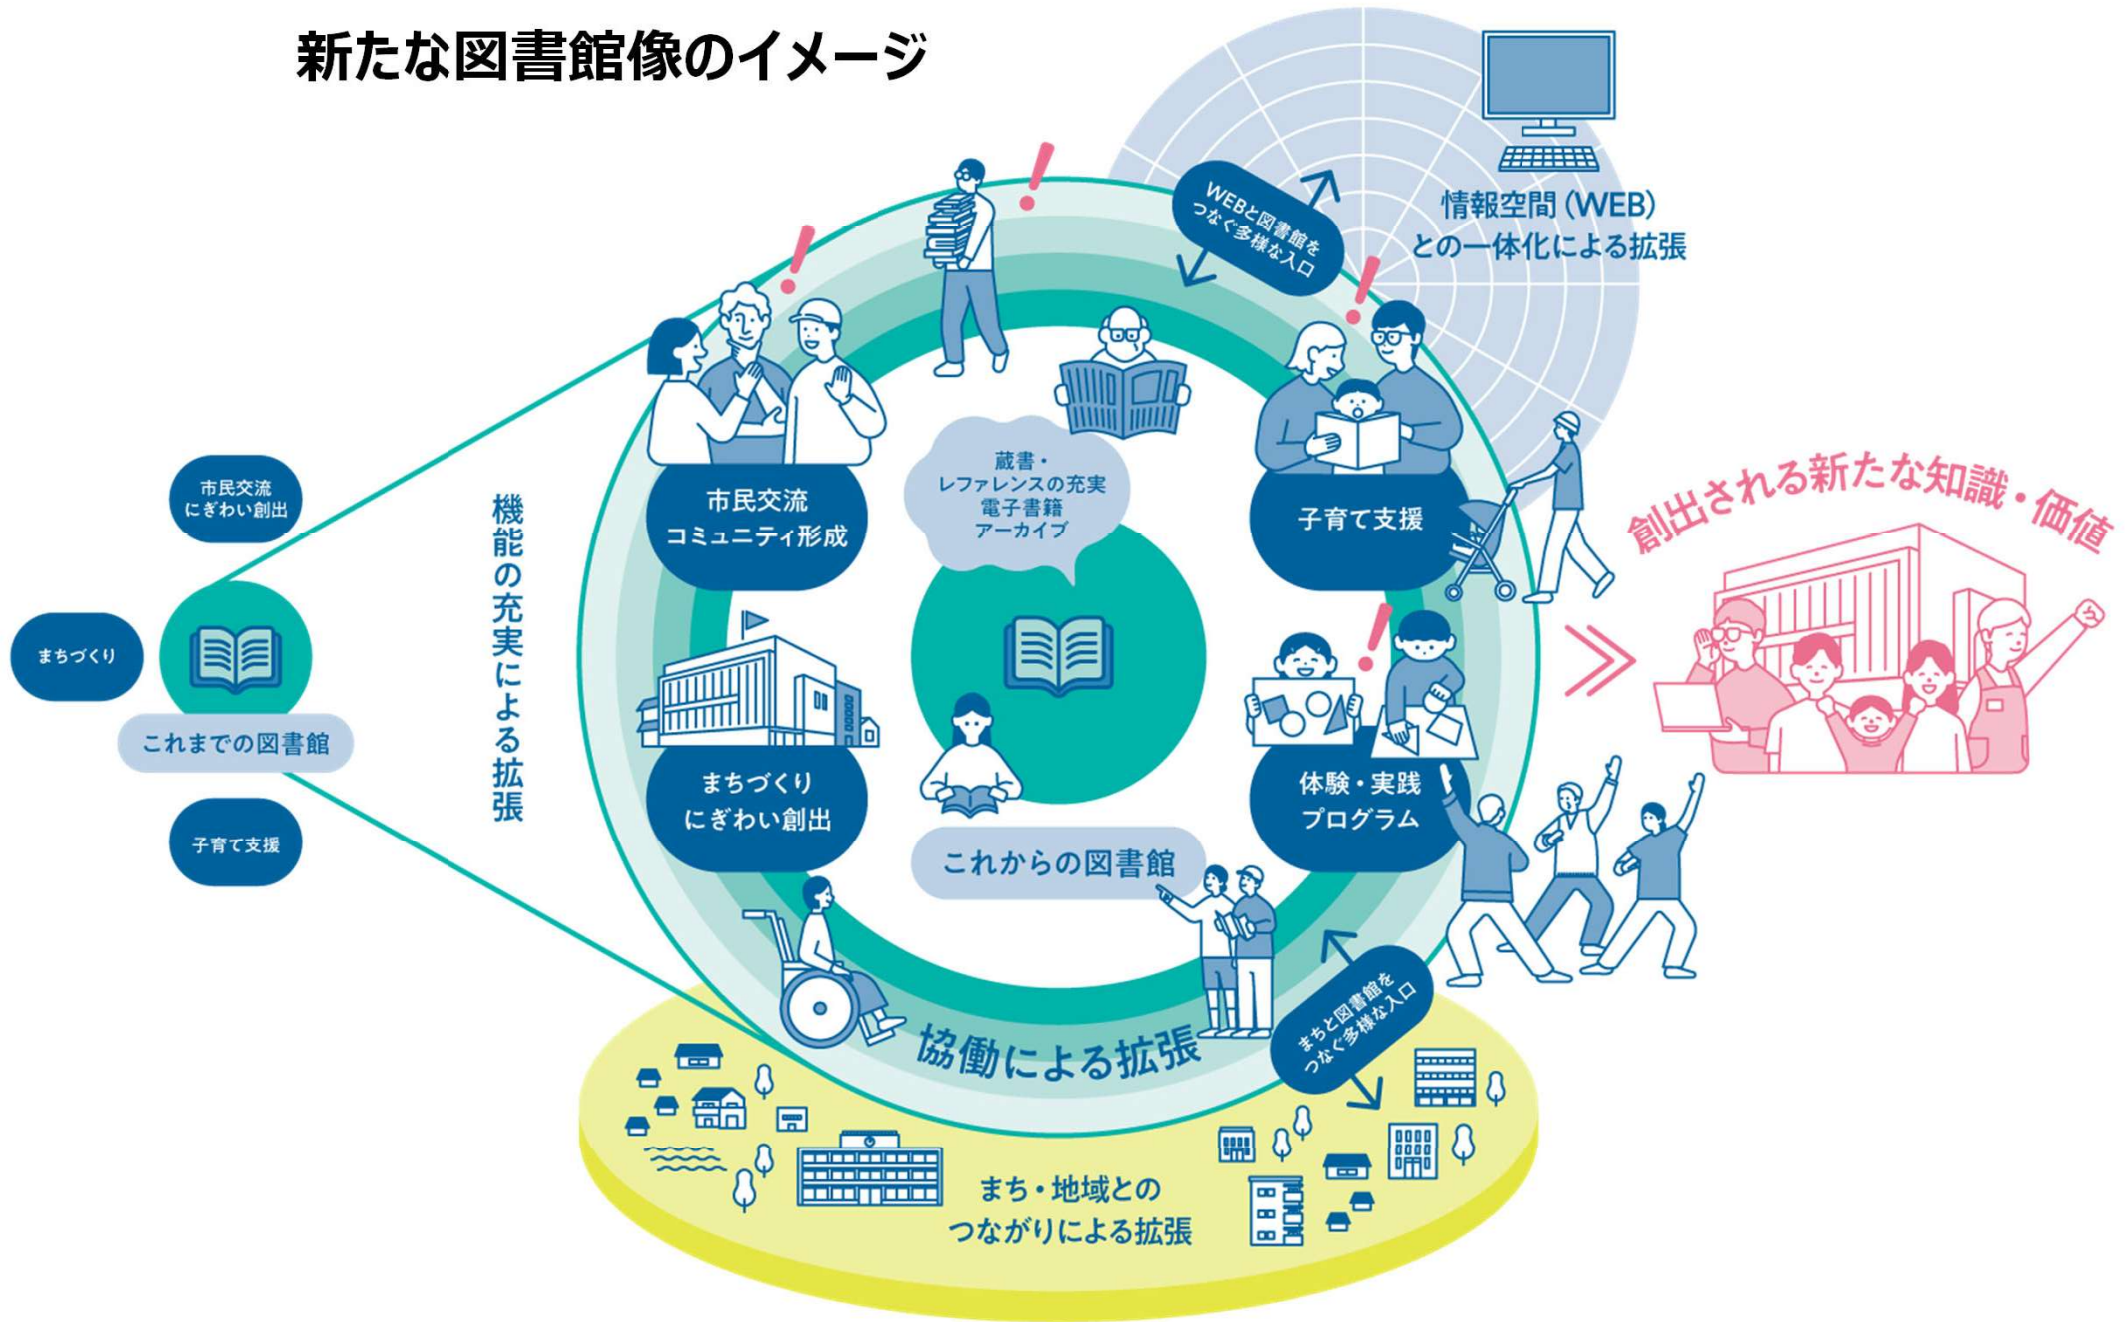 新たな図書館像のイメージ
情報空間（WEB）
との一体化による拡張
WEBと図書館を
つなぐ多様な入口
市民交流
にぎわい創出
まちづくり
これまでの図書館
子育て支援
機能の充実による拡張
市民交流
コミュニティ形成
蔵書・
レファレンスの充実
電子書籍
アーカイブ
子育て支援
まちづくり
にぎわい創出
体験・実践
プログラム
これからの図書館
創出される新たな知識・価値
協働による拡張
まちと図書館を
つなぐ多様な入口
まち・地域との
つながりによる拡張